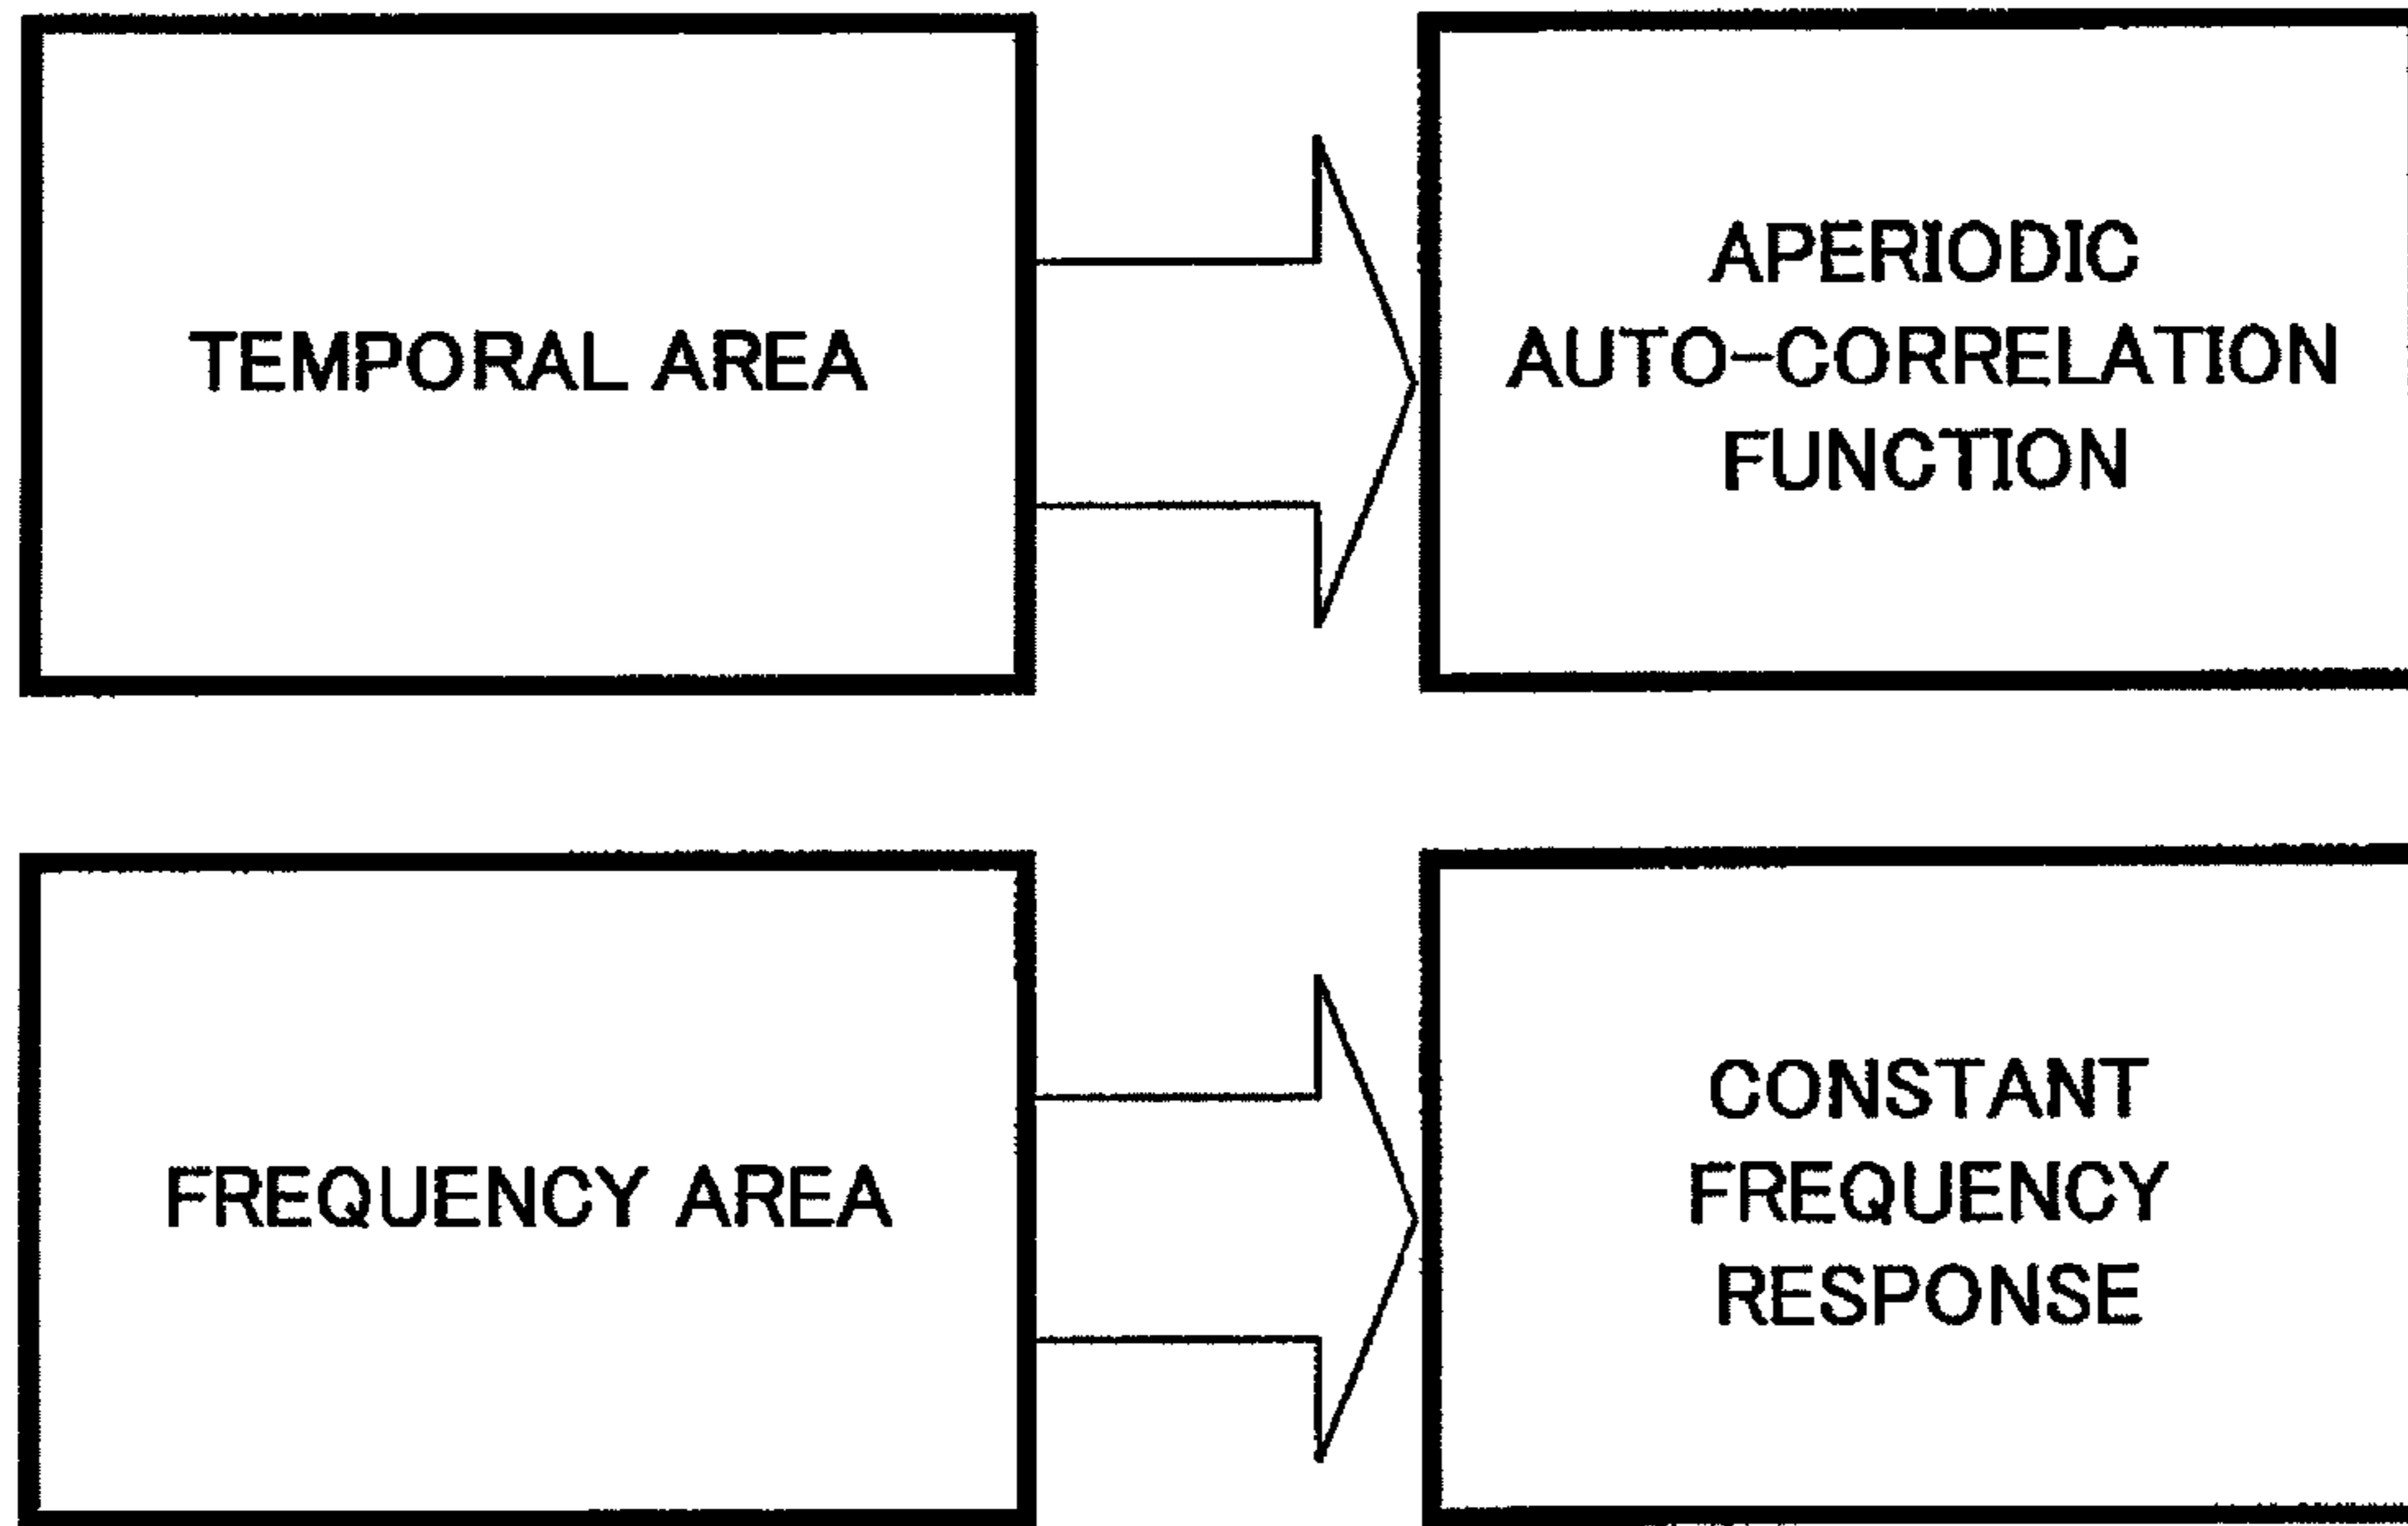 TEMPORAL AREA
APERIODIC
AUTO-CORRELATION
FUNCTION
FREQUENCY AREA
CONSTANT
FREQUENCY
RESPONSE